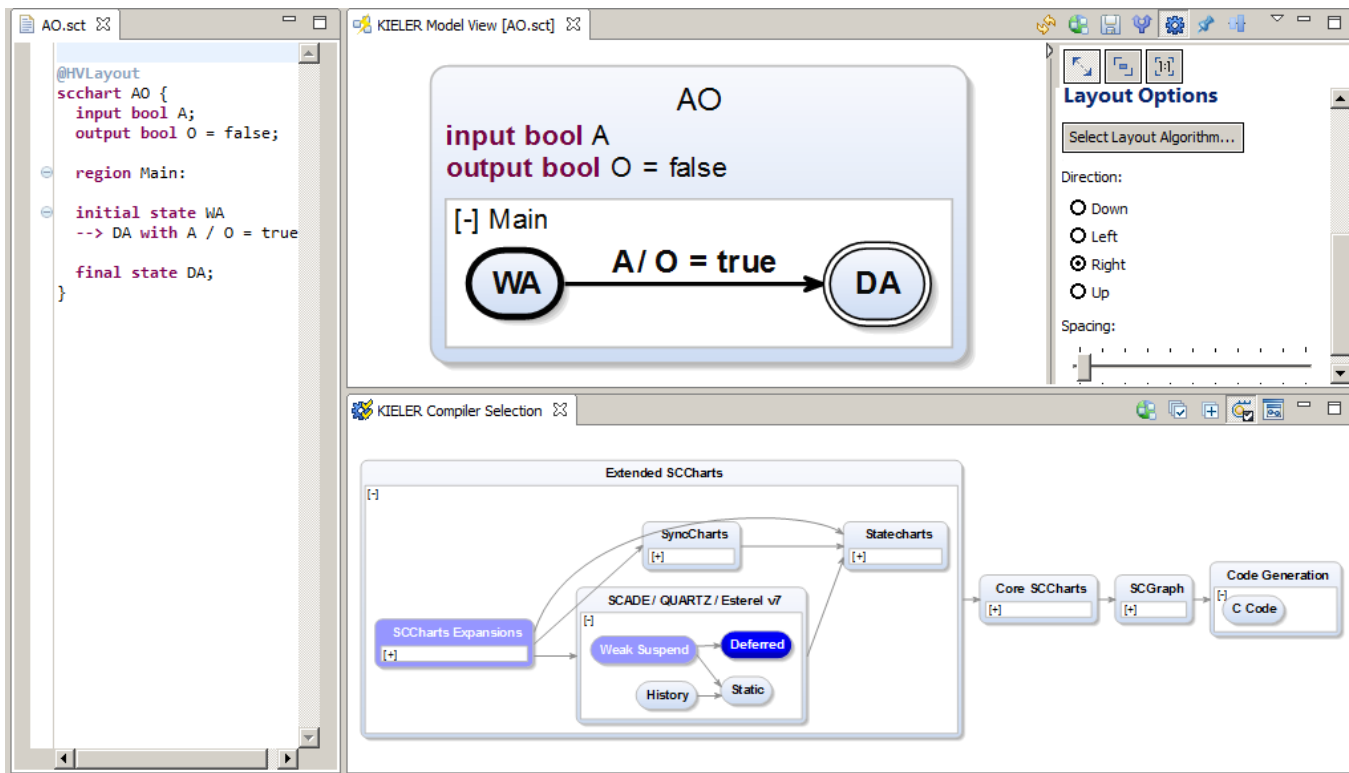 AO.sct
@HVLayout
scchart AO {
input bool A;
output bool O = false;
region Main:
initial state WA
--> DA with A / O = true
final state DA;
}
KIELER Model View [AO.sct]
AO
input bool A
output bool O = false
[-] Main
WA
A/ O = true
DA
[1:1]
Layout Options
Select Layout Algorithm...
Direction:
Down
Left
Right
Up
Spacing:
KIELER Compiler Selection
Extended SCCharts
[-]
SyncCharts
[+]
Statecharts
[+]
SCCharts Expansions
[+]
SCADE / QUARTZ / Esterel v7
[-]
Weak Suspend
Deferred
History
Static
Core SCCharts
[+]
SCGraph
[+]
Code Generation
[-]
C Code